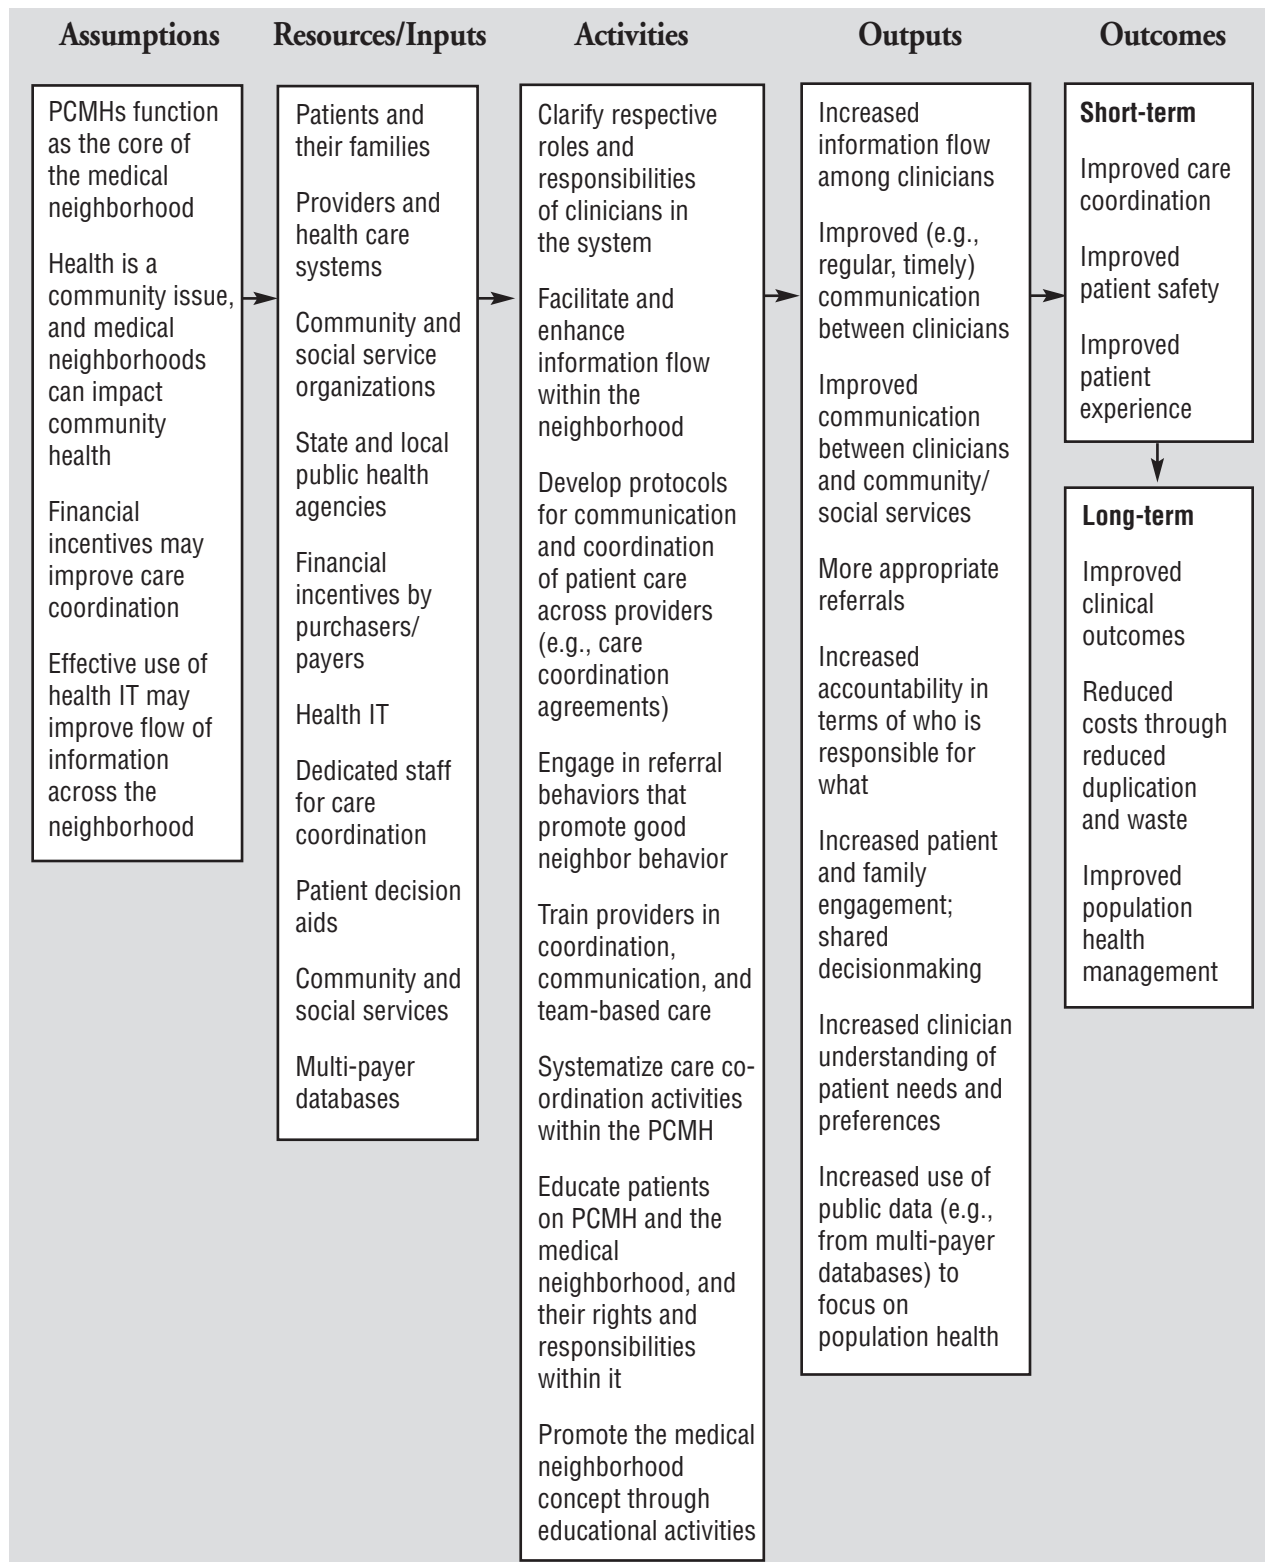 Assumptions
Resources/Inputs
Activities
Outputs
Outcomes
PCMHs function
as the core of
the medical
neighborhood
Health is a
community issue,
and medical
neighborhoods
can impact
community
health
Financial
incentives may
improve care
coordination
Effective use of
health IT may
improve flow of
information
across the
neighborhood
Patients and
their families
Providers and
health care
systems
Community and
social service
organizations
State and local
public health
agencies
Financial
incentives by
purchasers/
payers
Health IT
Dedicated staff
for care
coordination
Patient decision
aids
Community and
social services
Multi-payer
databases
Clarify respective
roles and
responsibilities
of clinicians in
the system
Facilitate and
enhance
information flow
within the
neighborhood
Develop protocols
for communication
and coordination
of patient care
across providers
(e.g., care
coordination
agreements)
Engage in referral
behaviors that
promote good
neighbor behavior
Train providers in
coordination,
communication, and
team-based care
Systematize care co-
ordination activities
within the PCMH
Educate patients
on PCMH and the
medical
neighborhood, and
their rights and
responsibilities
within it
Promote the medical
neighborhood
concept through
educational activities
Increased
information flow
among clinicians
Improved (e.g.,
regular, timely)
communication
between clinicians
Improved
communication
between clinicians
and community/
social services
More appropriate
referrals
Increased
accountability in
terms of who is
responsible for
what
Increased patient
and family
engagement;
shared
decisionmaking
Increased clinician
understanding of
patient needs and
preferences
Increased use of
public data (e.g.,
from multi-payer
databases) to
focus on
population health
Short-term
Improved care
coordination
Improved
patient safety
Improved
patient
experience
Long-term
Improved
clinical
outcomes
Reduced
costs through
reduced
duplication
and waste
Improved
population
health
management